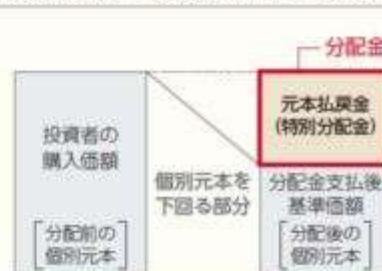 分配金
元本払戻金
(特別分配金)
投資者の
購入価額
個別元本を
下回る部分
分配金支払後
基準価額
分配前の
個別元本
分配後の
個別元本